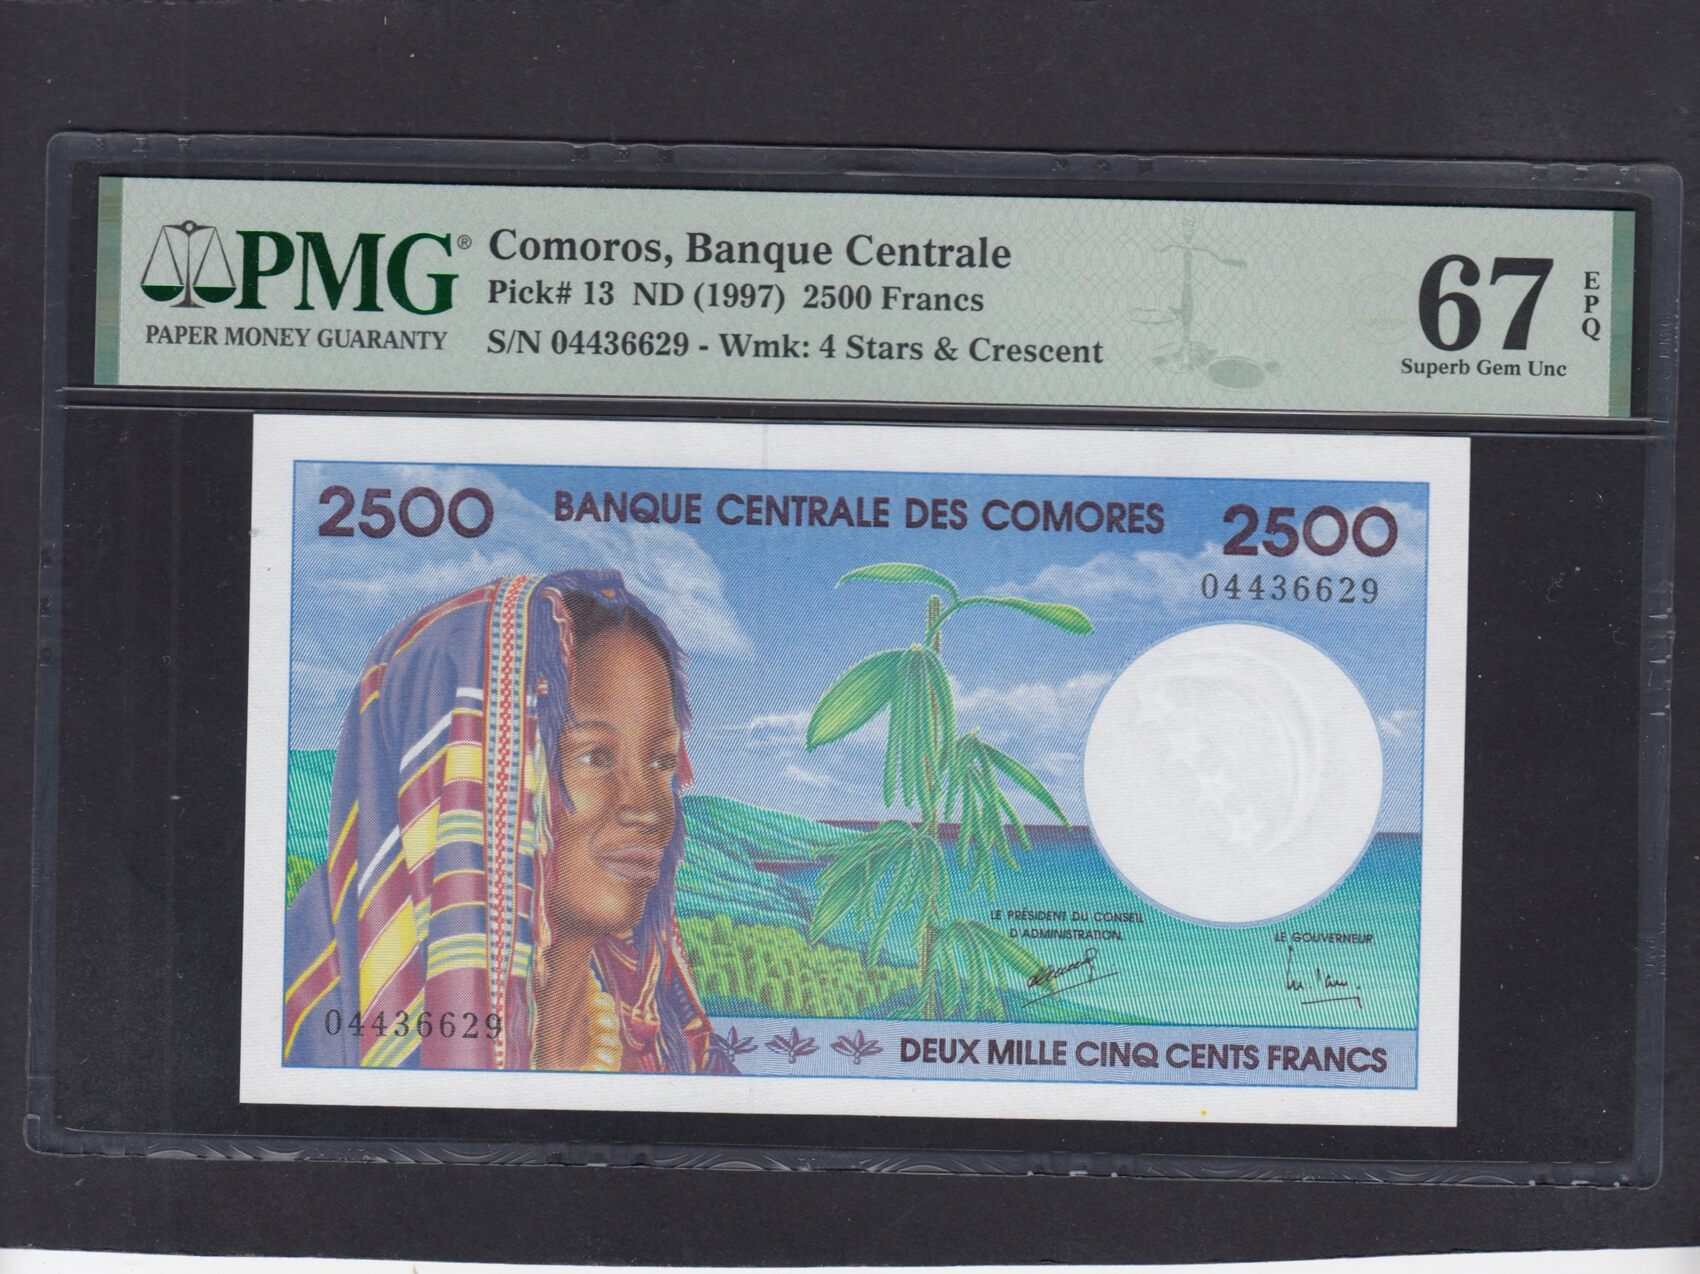 PMG®
PAPER MONEY GUARANTY
Comoros, Banque Centrale
Pick# 13 ND (1997) 2500 Francs
S/N 04436629 - Wmk: 4 Stars & Crescent
67
EPQ
Superb Gem Unc
2500
BANQUE CENTRALE DES COMORES
2500
04436629
LE PRÉSIDENT DU CONSEIL
D'ADMINISTRATION,
LE GOUVERNEUR
04436629
DEUX MILLE CINQ CENTS FRANCS